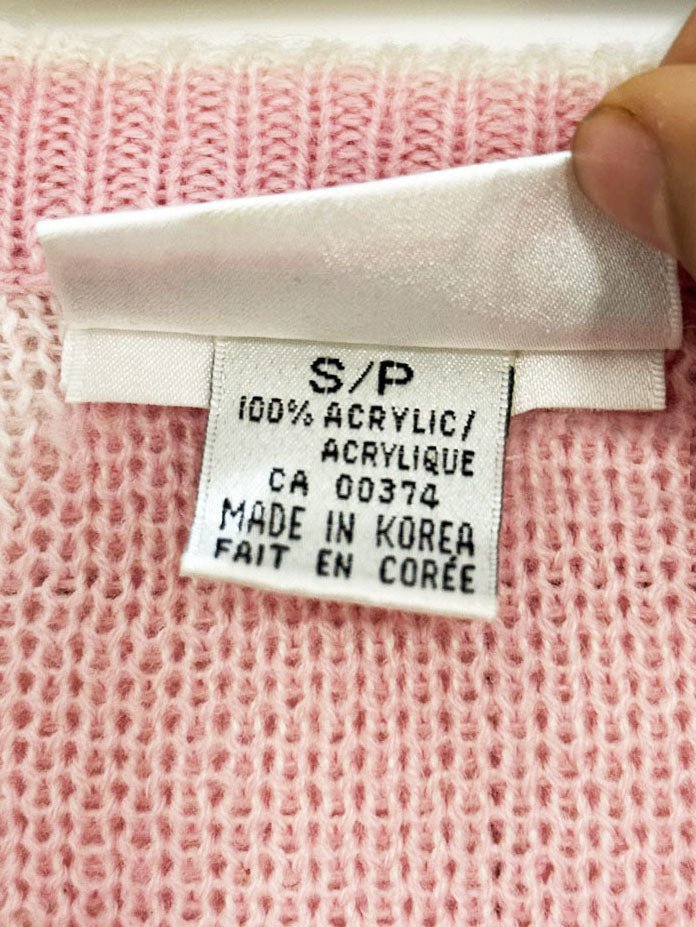 S/P
100% ACRYLIC/
ACRYLIQUE
CA 00374
MADE IN KOREA
FAIT EN CORÉE